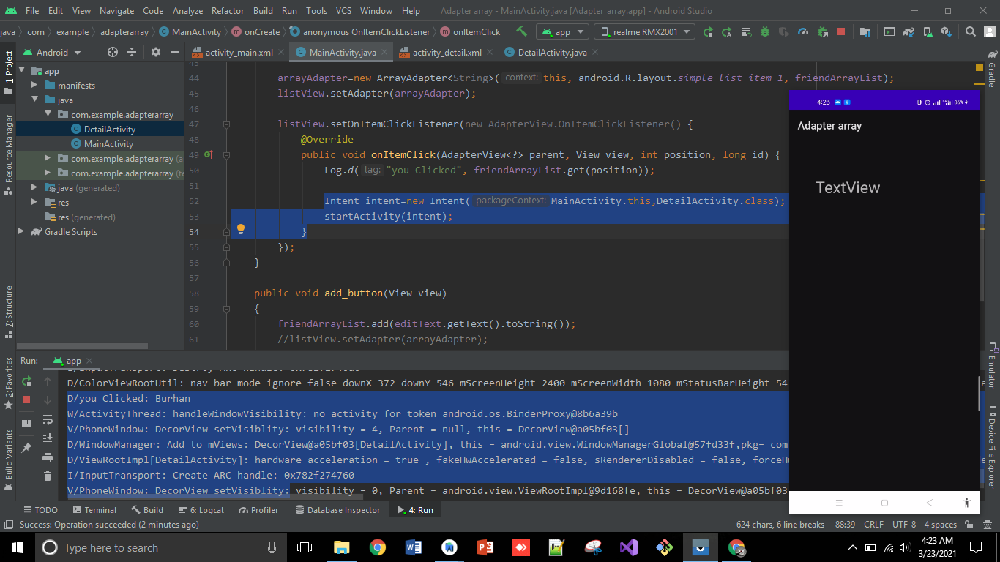 File Edit View Navigate Code Analyze Refactor Build Run Tools VCS Window Help Adapter array - MainActivity.java [Adapter_array.app] - Android Studio
java com example adapterarray MainActivity onCreate anonymous OnItemClickListener onItemClick app realme RMX2001
Android
activity_main.xml MainActivity.java activity_detail.xml DetailActivity.java
1: Project
Resource Manager
7: Structure
2: Favorites
Build Variants
app
manifests
java
com.example.adapterarray
DetailActivity
MainActivity
com.example.adapterarray
com.example.adapterarray
java (generated)
res
res (generated)
Gradle Scripts
44 arrayAdapter=new ArrayAdapter<String>( context: this, android.R.layout.simple_list_item_1, friendArrayList);
45 listView.setAdapter(arrayAdapter);
46
47 listView.setOnItemClickListener(new AdapterView.OnItemClickListener() {
48 @Override
49 public void onItemClick(AdapterView<?> parent, View view, int position, long id) {
50 Log.d( tag: "you Clicked", friendArrayList.get(position));
51
52 Intent intent=new Intent( packageContext: MainActivity.this,DetailActivity.class);
53 startActivity(intent);
54 }
55 });
56 }
57
58 public void add_button(View view)
59 {
60 friendArrayList.add(editText.getText().toString());
61 //listView.setAdapter(arrayAdapter);
4:23 86%
Adapter array
TextView
Gradle
Emulator
Device File Explorer
Run: app
D/ColorViewRootUtil: nav bar mode ignore false downX 372 downY 546 mScreenHeight 2400 mScreenWidth 1080 mStatusBarHeight 54
D/you Clicked: Burhan
W/ActivityThread: handleWindowVisibility: no activity for token android.os.BinderProxy@8b6a39b
V/PhoneWindow: DecorView setVisiblity: visibility = 4, Parent = null, this = DecorView@a05bf03[]
D/WindowManager: Add to mViews: DecorView@a05bf03[DetailActivity], this = android.view.WindowManagerGlobal@57fd33f,pkg= com
D/ViewRootImpl[DetailActivity]: hardware acceleration = true , fakeHwAccelerated = false, sRendererDisabled = false, forceHw
I/InputTransport: Create ARC handle: 0x782f274760
V/PhoneWindow: DecorView setVisiblity: visibility = 0, Parent = android.view.ViewRootImpl@9d168fe, this = DecorView@a05bf03
TODO Terminal Build 6: Logcat Profiler Database Inspector 4: Run
Success: Operation succeeded (2 minutes ago) 624 chars, 6 line breaks 88:39 CRLF UTF-8 4 spaces
Type here to search
4:23 AM
3/23/2021